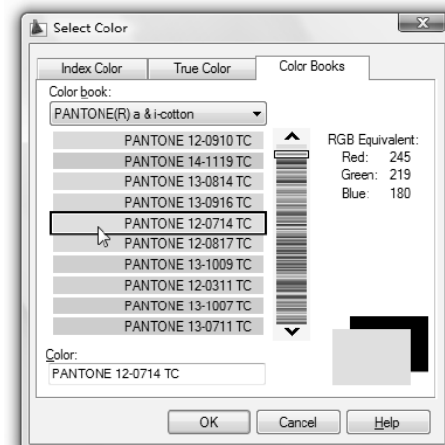 Select Color
Index Color
True Color
Color Books
Color book:
PANTONE(R) a & i-cotton
PANTONE 12-0910 TC
PANTONE 14-1119 TC
PANTONE 13-0814 TC
PANTONE 13-0916 TC
PANTONE 12-0714 TC
PANTONE 12-0817 TC
PANTONE 13-1009 TC
PANTONE 12-0311 TC
PANTONE 13-1007 TC
PANTONE 13-0711 TC
RGB Equivalent:
Red: 245
Green: 219
Blue: 180
Color:
PANTONE 12-0714 TC
OK
Cancel
Help